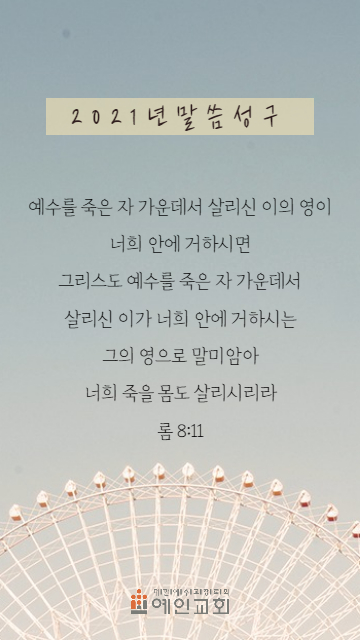 2021년말씀성구
예수를 죽은 자 가운데서 살리신 이의 영이
너희 안에 거하시면
그리스도 예수를 죽은 자 가운데서
살리신 이가 너희 안에 거하시는
그의 영으로 말미암아
너희 죽을 몸도 살리시리라
롬 8:11
예인교회